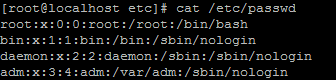 [root@localhost etc]# cat /etc/passwd
root:x:0:0:root:/root:/bin/bash
bin:x:1:1:bin:/bin:/sbin/nologin
daemon:x:2:2:daemon:/sbin:/sbin/nologin
adm:x:3:4:adm:/var/adm:/sbin/nologin